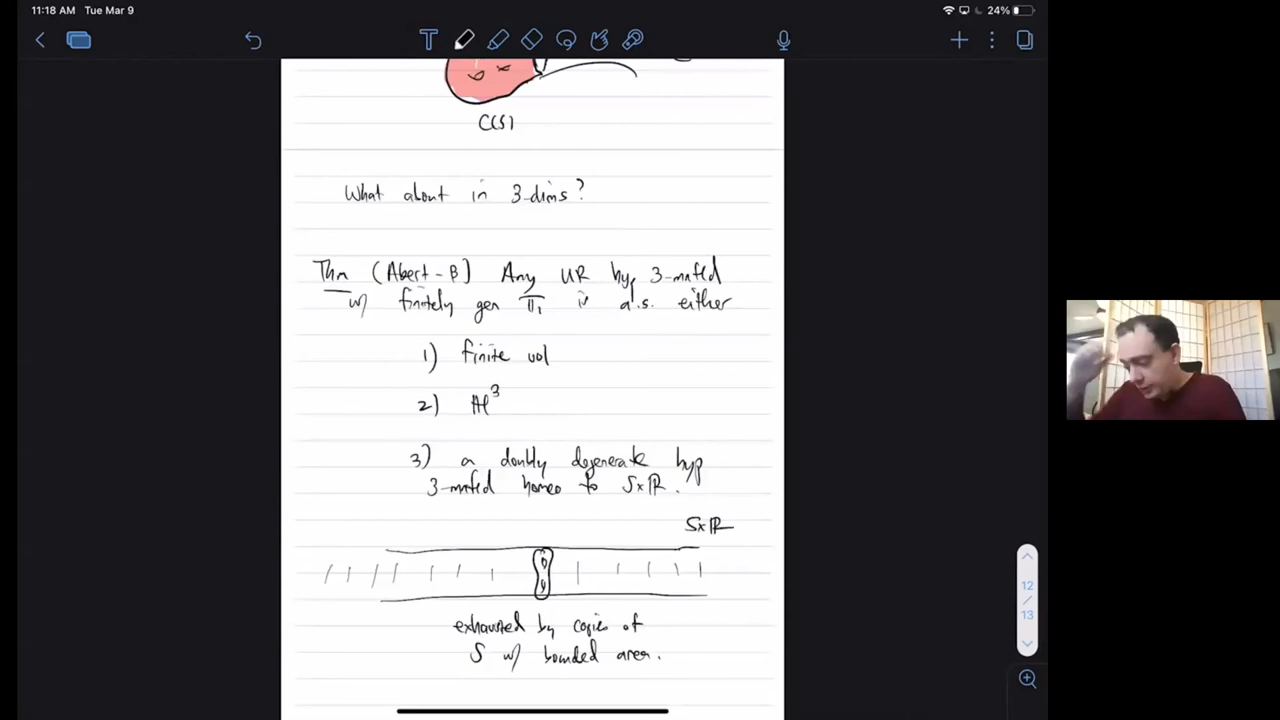 11:18 AM Tue Mar 9
24%
C(S)
What about in 3-dims?
Thm (Abert-B) Any UR hyp 3-mnfld
w/ finitely gen π₁ is a.s. either
1) finite vol
2) ℍ³
3) a doubly degenerate hyp
3-mnfld homeo to S×ℝ.
S×ℝ
exhausted by copies of
S w/ bounded area.
12
/
13